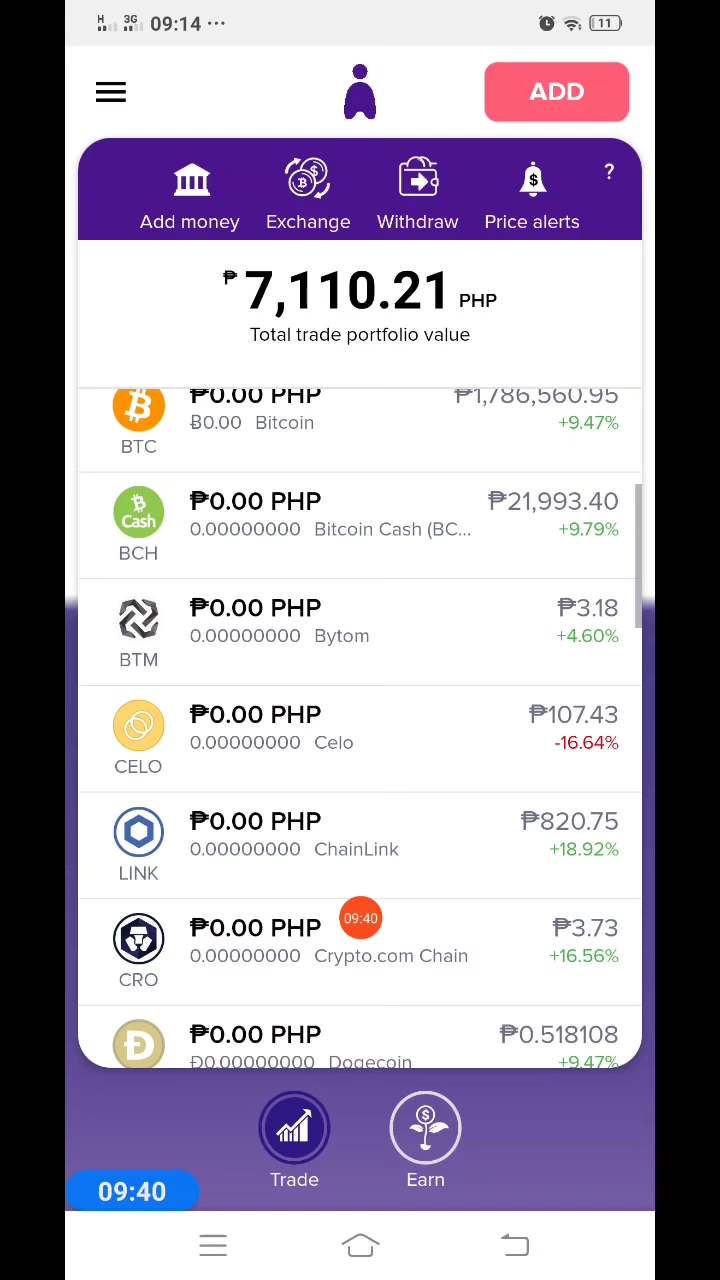 H 3G 09:14 ··· 11
ADD
Add money Exchange Withdraw Price alerts ?
₱ 7,110.21 PHP
Total trade portfolio value
₱0.00 PHP ₱1,786,560.95
Ƀ0.00 Bitcoin +9.47%
BTC
₱0.00 PHP ₱21,993.40
Cash 0.00000000 Bitcoin Cash (BC... +9.79%
BCH
₱0.00 PHP ₱3.18
0.00000000 Bytom +4.60%
BTM
₱0.00 PHP ₱107.43
0.00000000 Celo -16.64%
CELO
₱0.00 PHP ₱820.75
0.00000000 ChainLink +18.92%
LINK
₱0.00 PHP 09:40 ₱3.73
0.00000000 Crypto.com Chain +16.56%
CRO
₱0.00 PHP ₱0.518108
Ð0.00000000 Dogecoin +9.47%
Trade Earn
09:40